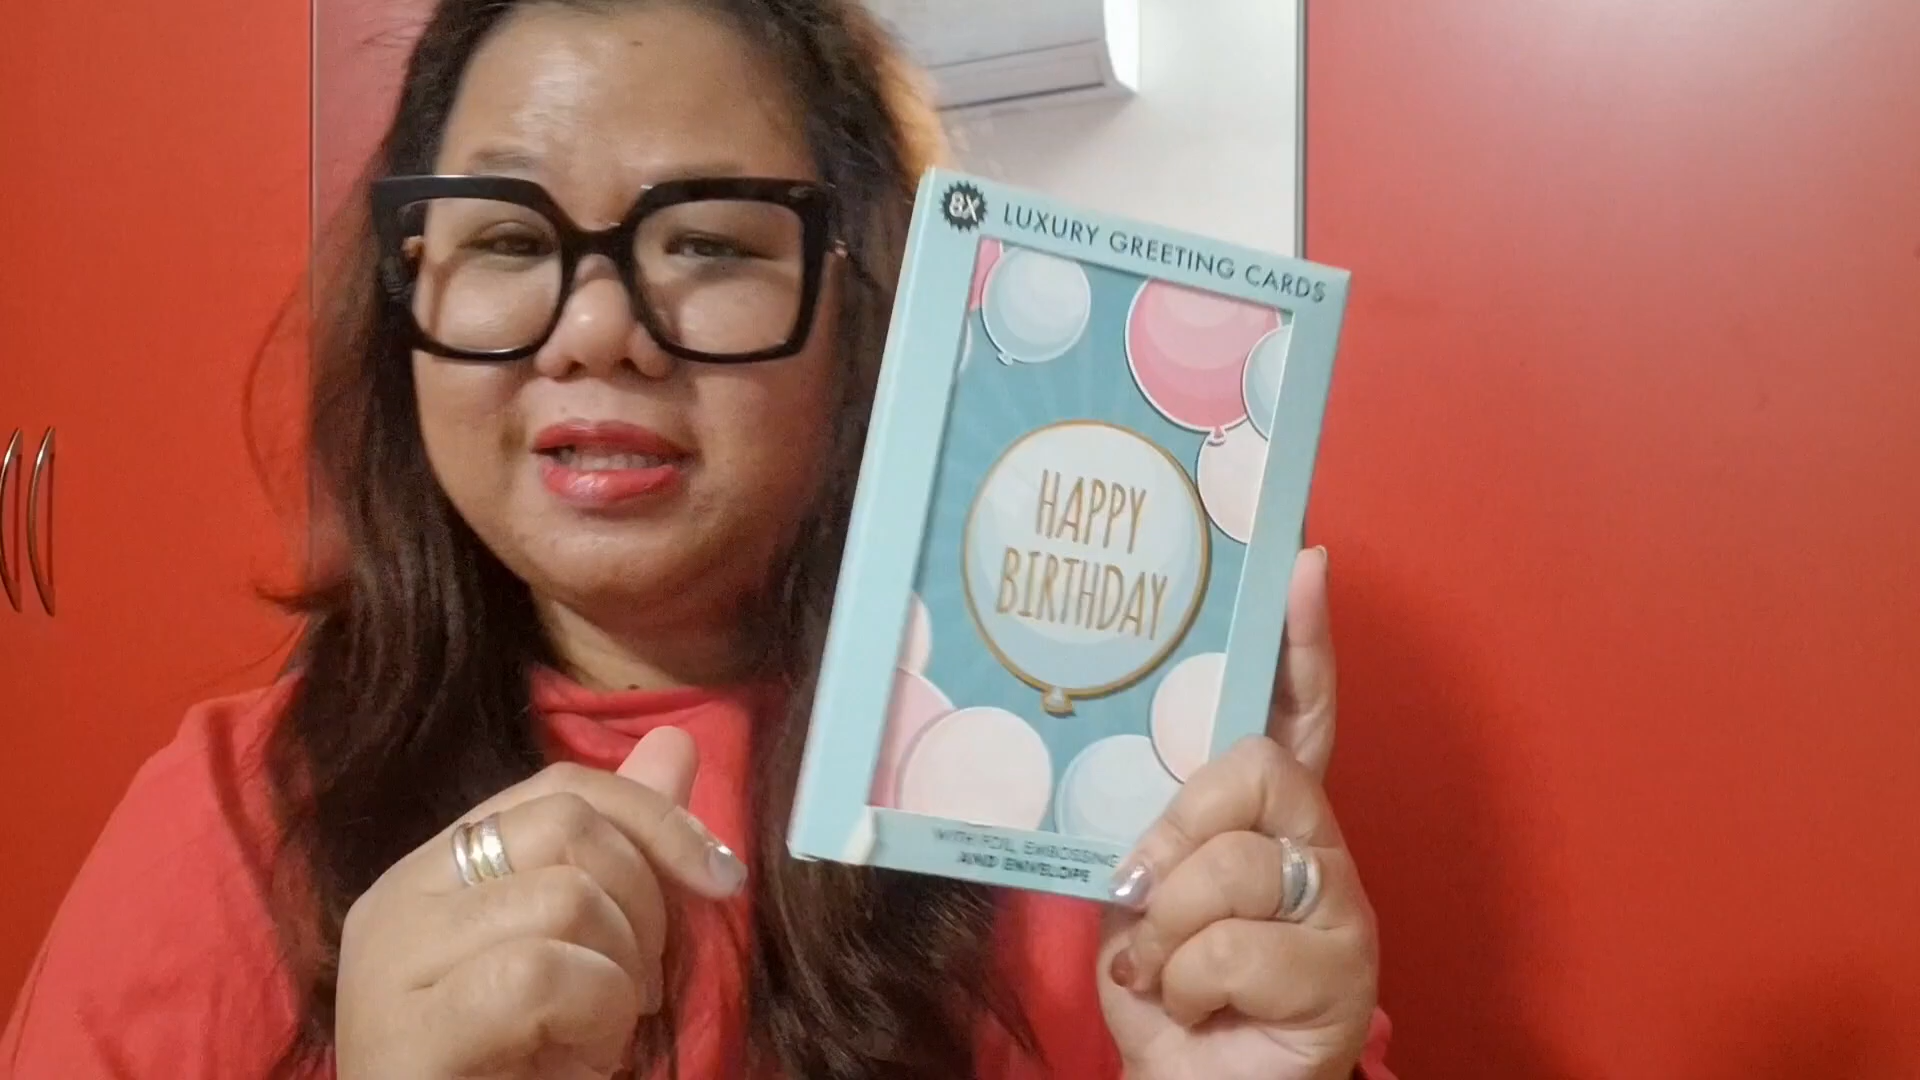 8X
LUXURY GREETING CARDS
HAPPY
BIRTHDAY
WITH FOIL, EMBOSSING
AND ENVELOPE